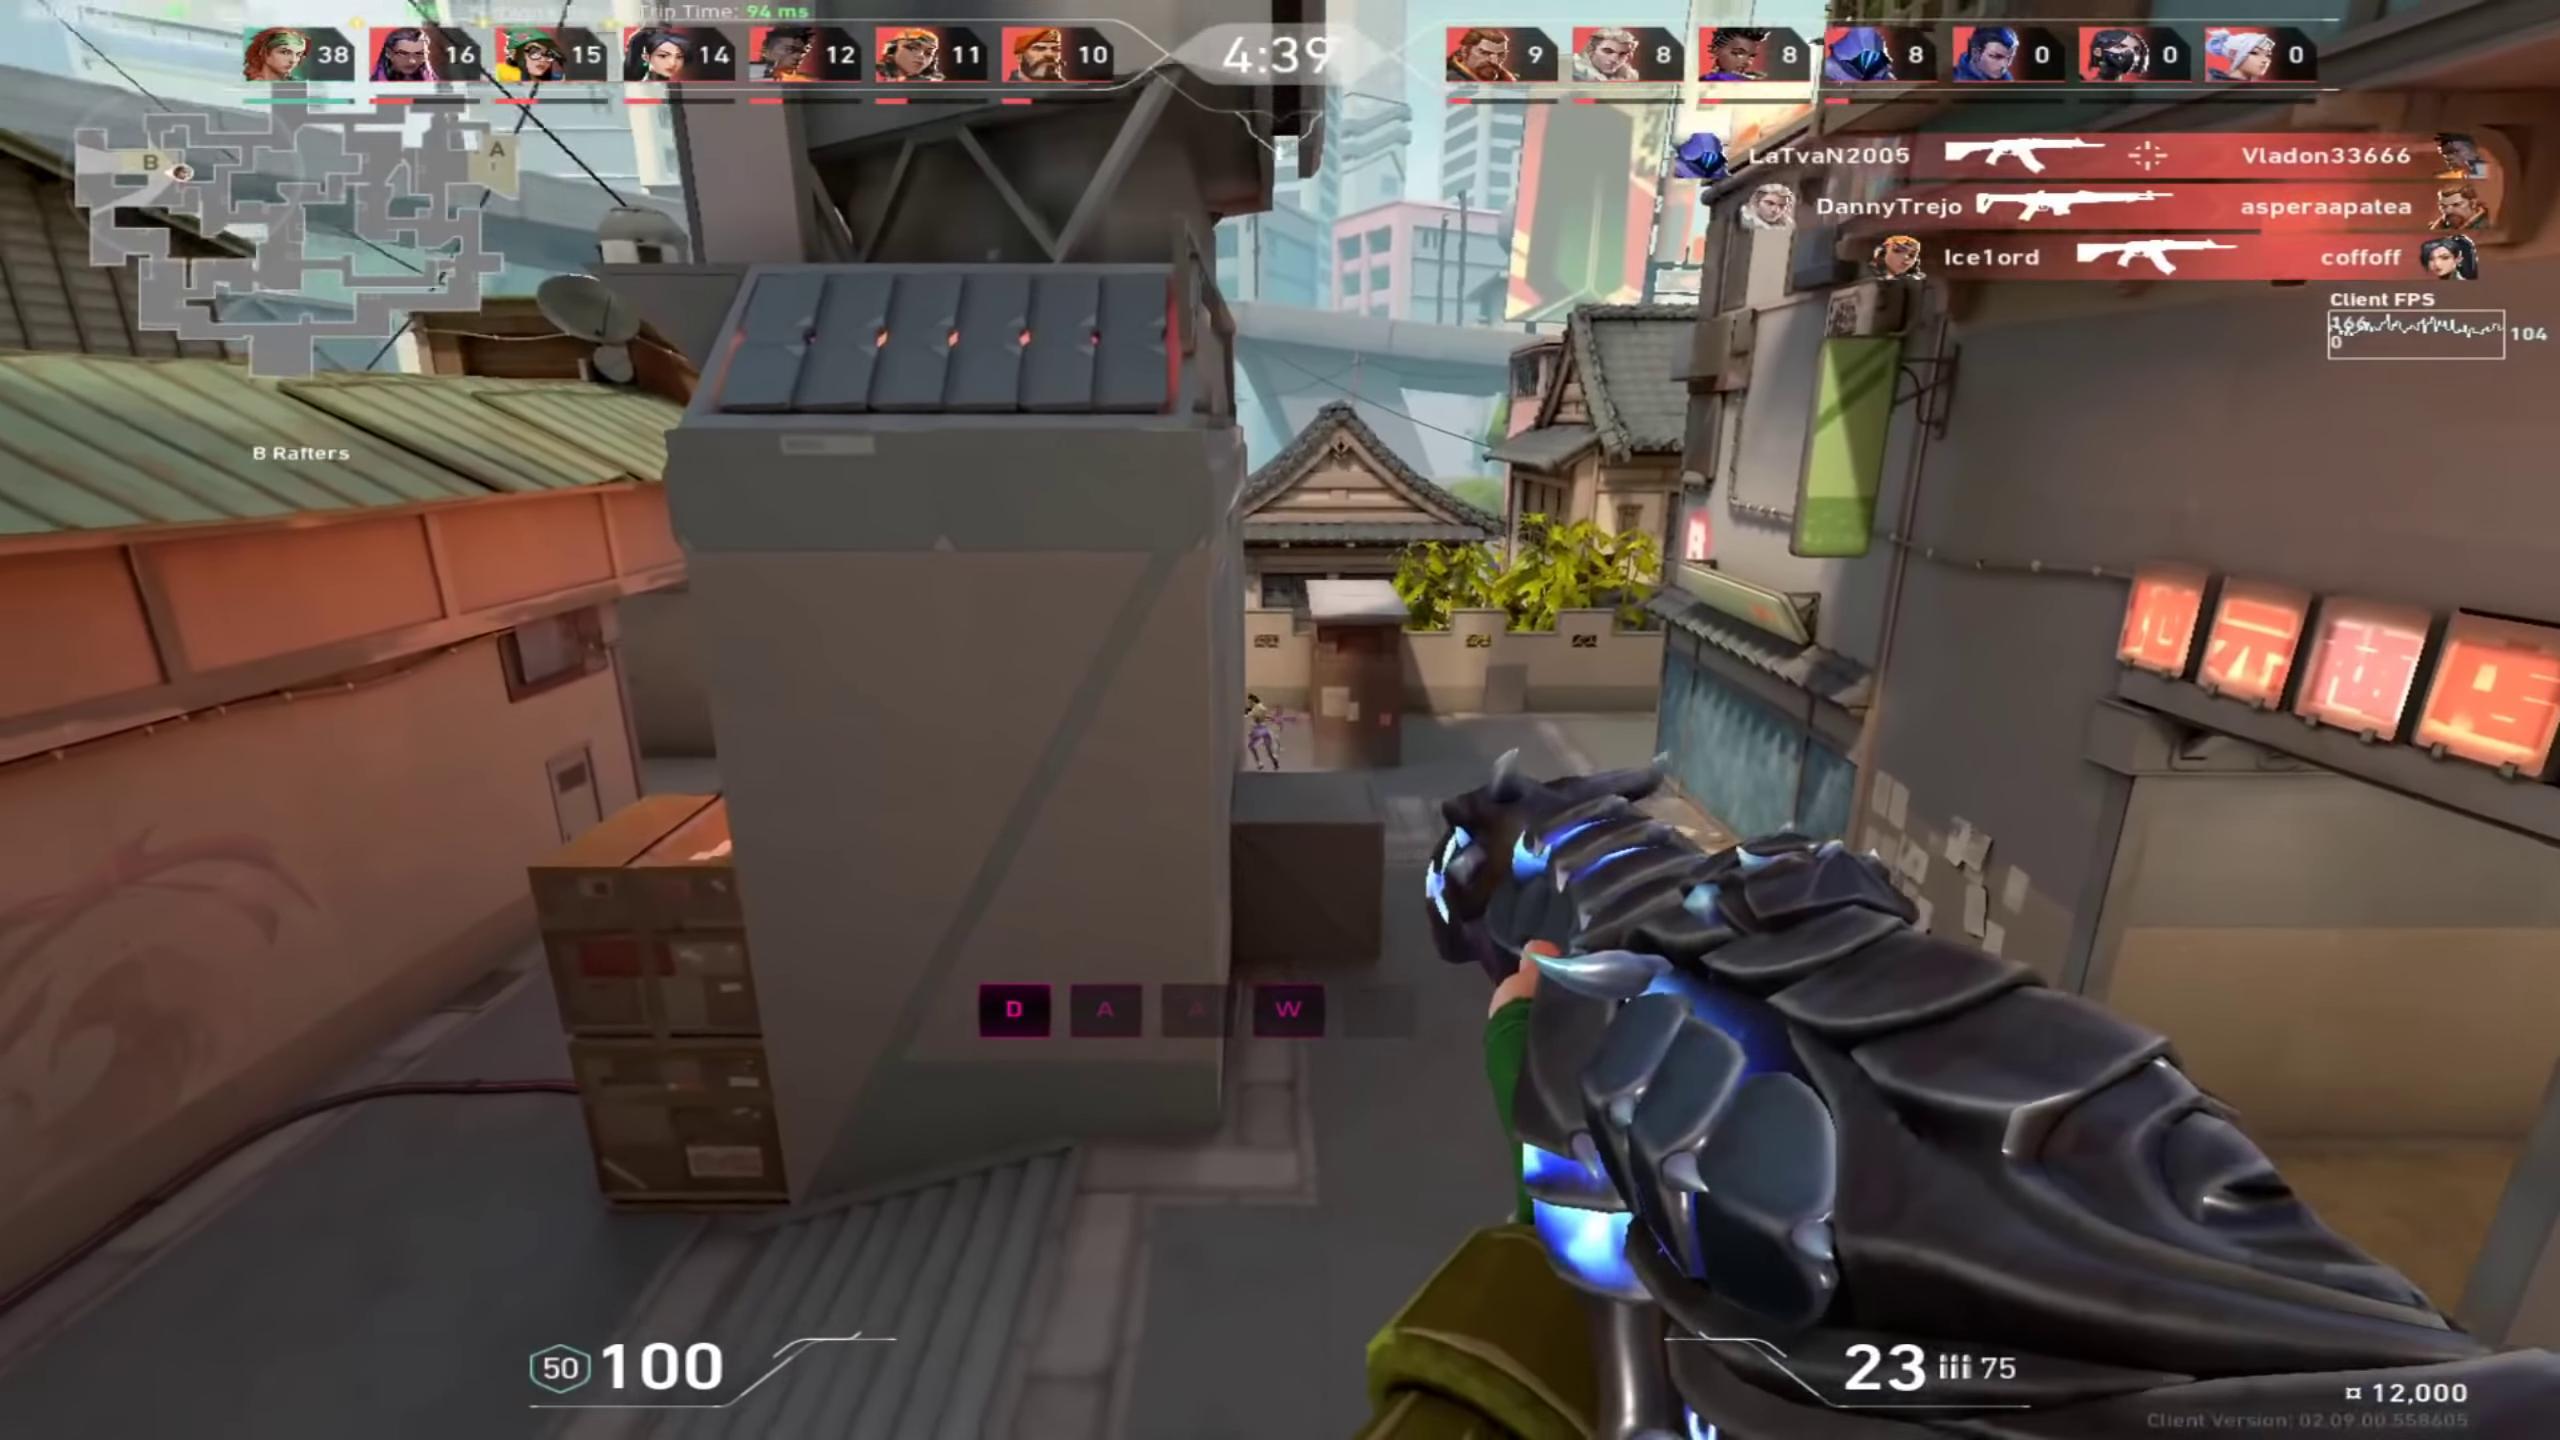 Trip Time: 94 ms
38 16 15 14 12 11 10 4:39 9 8 8 8 0 0 0
B A
LaTvaN2005 Vladon33666
DannyTrejo asperaapatea
Ice1ord coffoff
Client FPS
166
0
104
B Rafters
D A A W
50 100
23 75
¤ 12,000
Client Version: 02.09.00.558605